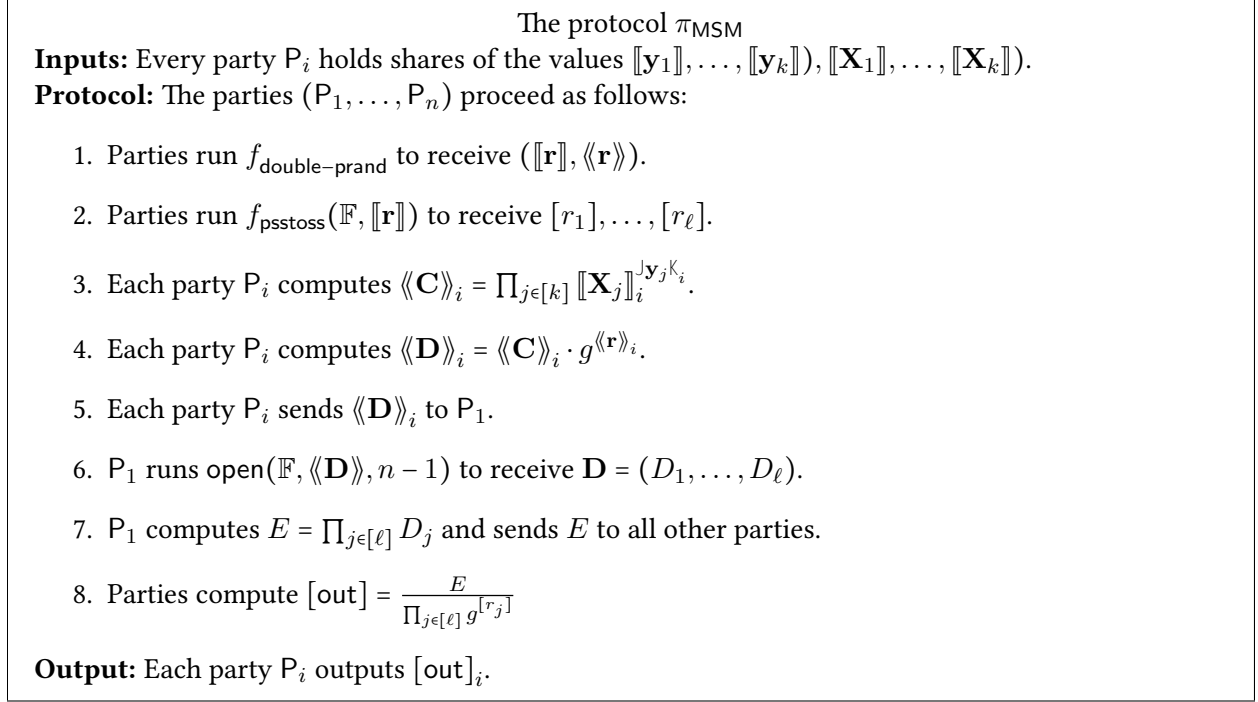 The protocol π_MSM
Inputs: Every party P_i holds shares of the values ⟦y_1⟧, . . . , ⟦y_k⟧), ⟦X_1⟧, . . . , ⟦X_k⟧).
Protocol: The parties (P_1, . . . , P_n) proceed as follows:
1. Parties run f_double−prand to receive (⟦r⟧, ⟪r⟫).
2. Parties run f_psstoss(𝔽, ⟦r⟧) to receive [r_1], . . . , [r_ℓ].
3. Each party P_i computes ⟪C⟫_i = ∏_{j∈[k]} ⟦X_j⟧_i^{⌡y_jK_i}.
4. Each party P_i computes ⟪D⟫_i = ⟪C⟫_i · g^{⟪r⟫_i}.
5. Each party P_i sends ⟪D⟫_i to P_1.
6. P_1 runs open(𝔽, ⟪D⟫, n − 1) to receive D = (D_1, . . . , D_ℓ).
7. P_1 computes E = ∏_{j∈[ℓ]} D_j and sends E to all other parties.
8. Parties compute [out] = E / ∏_{j∈[ℓ]} g^{[r_j]}
Output: Each party P_i outputs [out]_i.